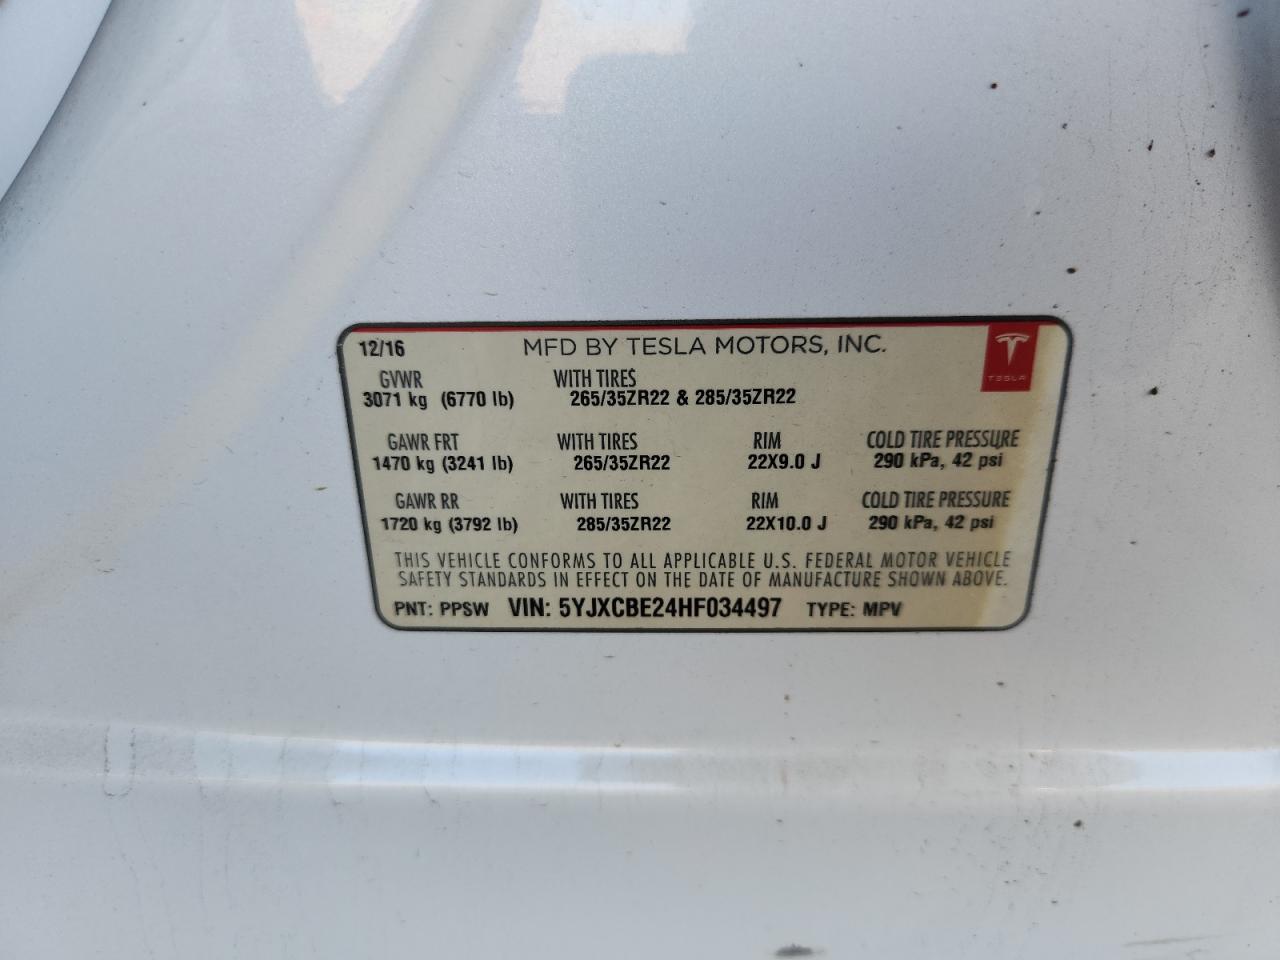 12/16 MFD BY TESLA MOTORS, INC.
TESLA
GVWR WITH TIRES
3071 kg (6770 lb) 265/35ZR22 & 285/35ZR22
GAWR FRT WITH TIRES RIM COLD TIRE PRESSURE
1470 kg (3241 lb) 265/35ZR22 22X9.0 J 290 kPa, 42 psi
GAWR RR WITH TIRES RIM COLD TIRE PRESSURE
1720 kg (3792 lb) 285/35ZR22 22X10.0 J 290 kPa, 42 psi
THIS VEHICLE CONFORMS TO ALL APPLICABLE U.S. FEDERAL MOTOR VEHICLE
SAFETY STANDARDS IN EFFECT ON THE DATE OF MANUFACTURE SHOWN ABOVE.
PNT: PPSW VIN: 5YJXCBE24HF034497 TYPE: MPV